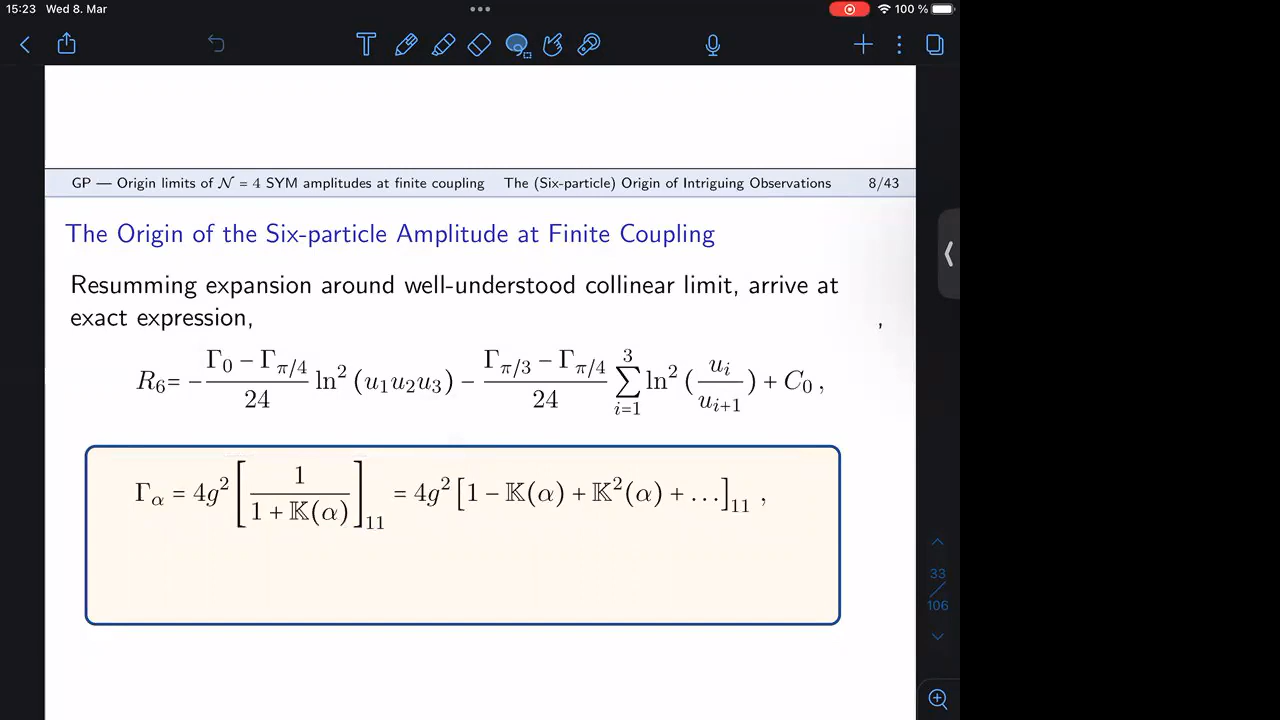 15:23 Wed 8. Mar
100 %
GP — Origin limits of 𝒩 = 4 SYM amplitudes at finite coupling The (Six-particle) Origin of Intriguing Observations 8/43
The Origin of the Six-particle Amplitude at Finite Coupling
Resumming expansion around well-understood collinear limit, arrive at
exact expression,
,
R₆= − (Γ₀ − Γ_{π/4})/24 ln² (u₁u₂u₃) − (Γ_{π/3} − Γ_{π/4})/24 ∑_{i=1}^{3} ln² (u_i/u_{i+1}) + C₀ ,
Γ_α = 4g² [1/(1 + 𝕂(α))]₁₁ = 4g² [1 − 𝕂(α) + 𝕂²(α) + …]₁₁ ,
33
/
106